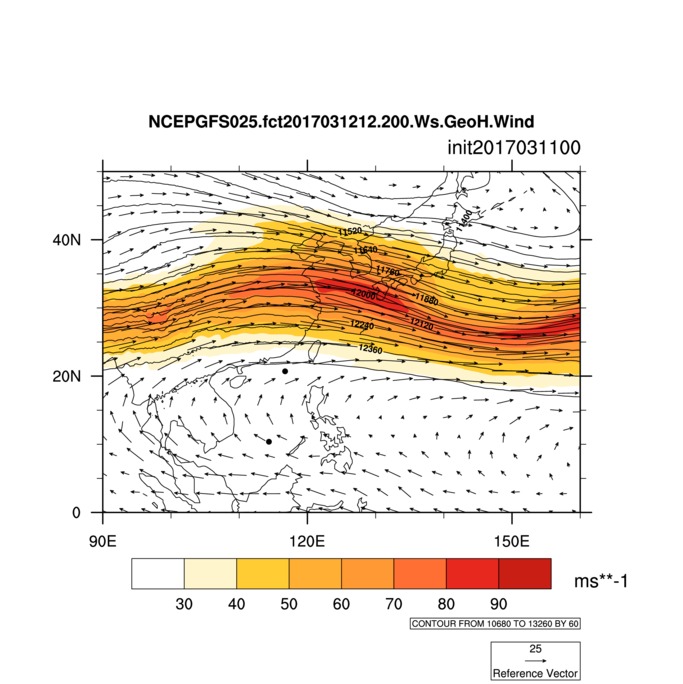 NCEPGFS025.fct2017031212.200.Ws.GeoH.Wind
init2017031100
40N
20N
0
90E 120E 150E
11400
11520
11640
11760
11880
12000
12120
12240
12360
30 40 50 60 70 80 90
ms**-1
CONTOUR FROM 10680 TO 13260 BY 60
25
Reference Vector